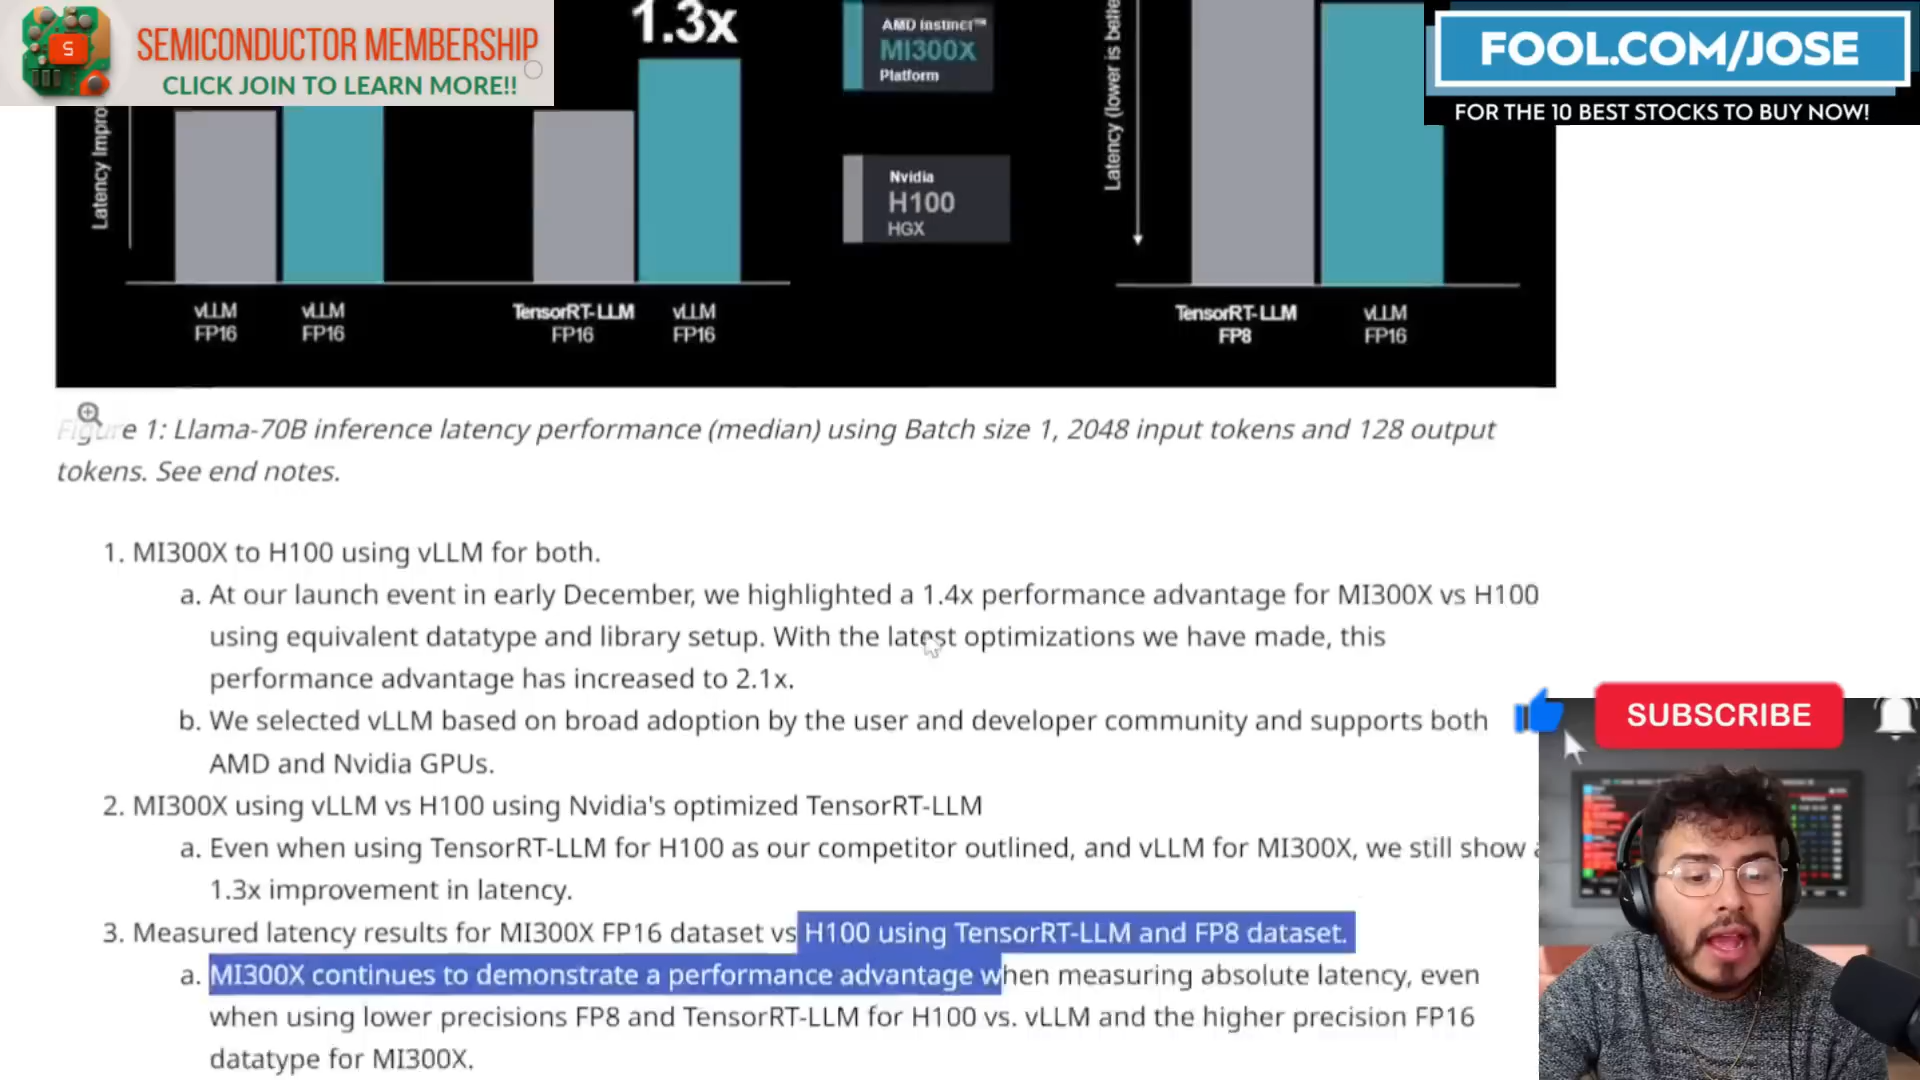 SEMICONDUCTOR MEMBERSHIP
CLICK JOIN TO LEARN MORE!!
S
FOOL.COM/JOSE
FOR THE 10 BEST STOCKS TO BUY NOW!
1.3x
AMD Instinct™
MI300X
Platform
Nvidia
H100
HGX
Latency Impro
Latency (lower is bette
vLLM
FP16
vLLM
FP16
TensorRT-LLM
FP16
vLLM
FP16
TensorRT-LLM
FP8
vLLM
FP16
Figure 1: Llama-70B inference latency performance (median) using Batch size 1, 2048 input tokens and 128 output
tokens. See end notes.
1. MI300X to H100 using vLLM for both.
a. At our launch event in early December, we highlighted a 1.4x performance advantage for MI300X vs H100
using equivalent datatype and library setup. With the latest optimizations we have made, this
performance advantage has increased to 2.1x.
b. We selected vLLM based on broad adoption by the user and developer community and supports both
AMD and Nvidia GPUs.
2. MI300X using vLLM vs H100 using Nvidia's optimized TensorRT-LLM
a. Even when using TensorRT-LLM for H100 as our competitor outlined, and vLLM for MI300X, we still show a
1.3x improvement in latency.
3. Measured latency results for MI300X FP16 dataset vs H100 using TensorRT-LLM and FP8 dataset.
a. MI300X continues to demonstrate a performance advantage when measuring absolute latency, even
when using lower precisions FP8 and TensorRT-LLM for H100 vs. vLLM and the higher precision FP16
datatype for MI300X.
SUBSCRIBE